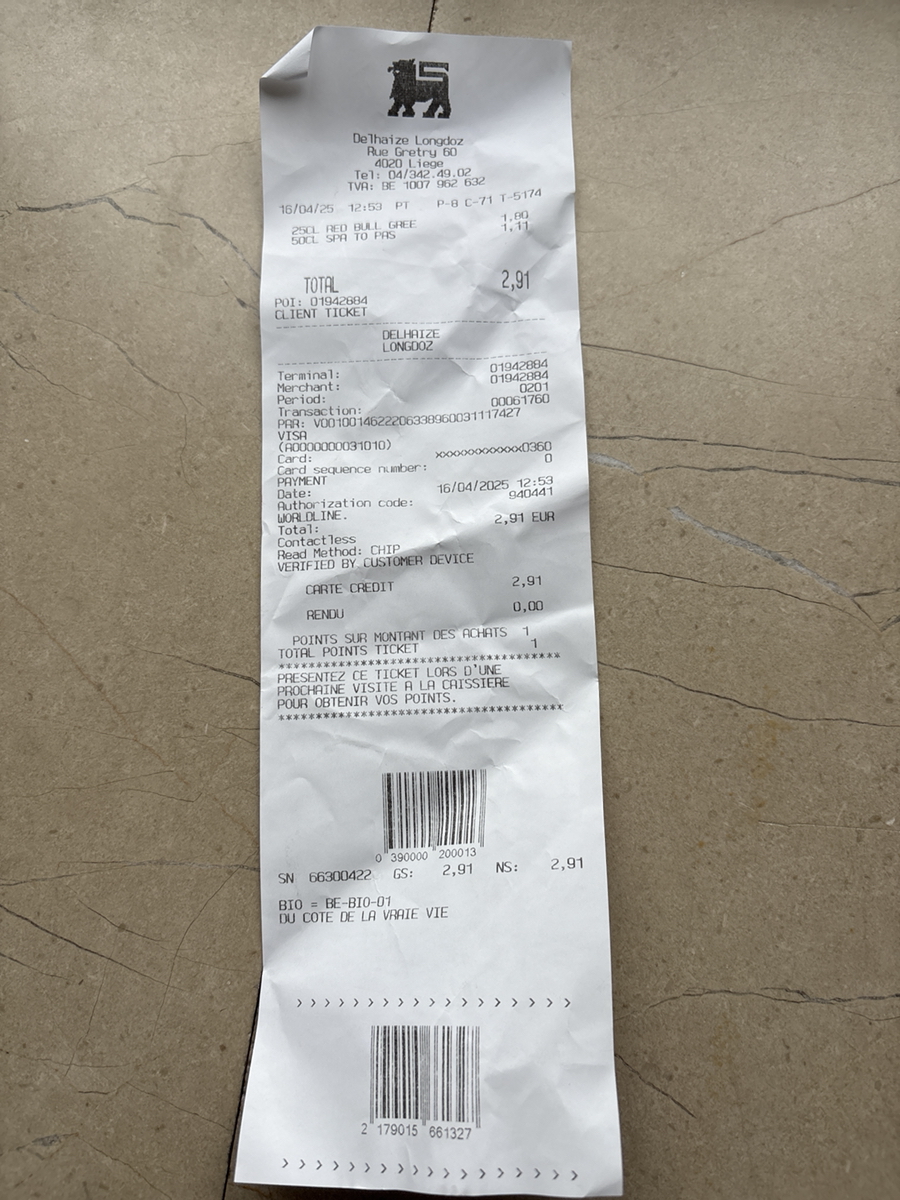 Delhaize Longdoz
Rue Gretry 60
4020 Liege
Tel: 04/342.49.02
TVA: BE 1007 962 632
16/04/25 12:53 PT P-8 C-71 T-5174
25CL RED BULL GREE 1,80
50CL SPA TO PAS 1,11
TOTAL 2,91
POI: 01942884
CLIENT TICKET
--------------------------------
DELHAIZE
LONGDOZ
--------------------------------
Terminal: 01942884
Merchant: 01942884
Period: 0201
Transaction: 00061760
PAR: V0010014622206338960031117427
VISA
(A0000000031010)
Card: xxxxxxxxxxxx0360
Card sequence number: 0
PAYMENT
Date: 16/04/2025 12:53
Authorization code: 940441
WORLDLINE.
Total: 2,91 EUR
Contactless
Read Method: CHIP
VERIFIED BY CUSTOMER DEVICE
CARTE CREDIT 2,91
RENDU 0,00
POINTS SUR MONTANT DES ACHATS 1
TOTAL POINTS TICKET 1
************************************
PRESENTEZ CE TICKET LORS D'UNE
PROCHAINE VISITE A LA CAISSIERE
POUR OBTENIR VOS POINTS.
************************************
0 390000 200013
SN 66300422 GS: 2,91 NS: 2,91
BIO = BE-BIO-01
DU COTE DE LA VRAIE VIE
> > > > > > > > > > > > > > > > > >
2 179015 661327
> > > > > > > > > > > > > > > > > >